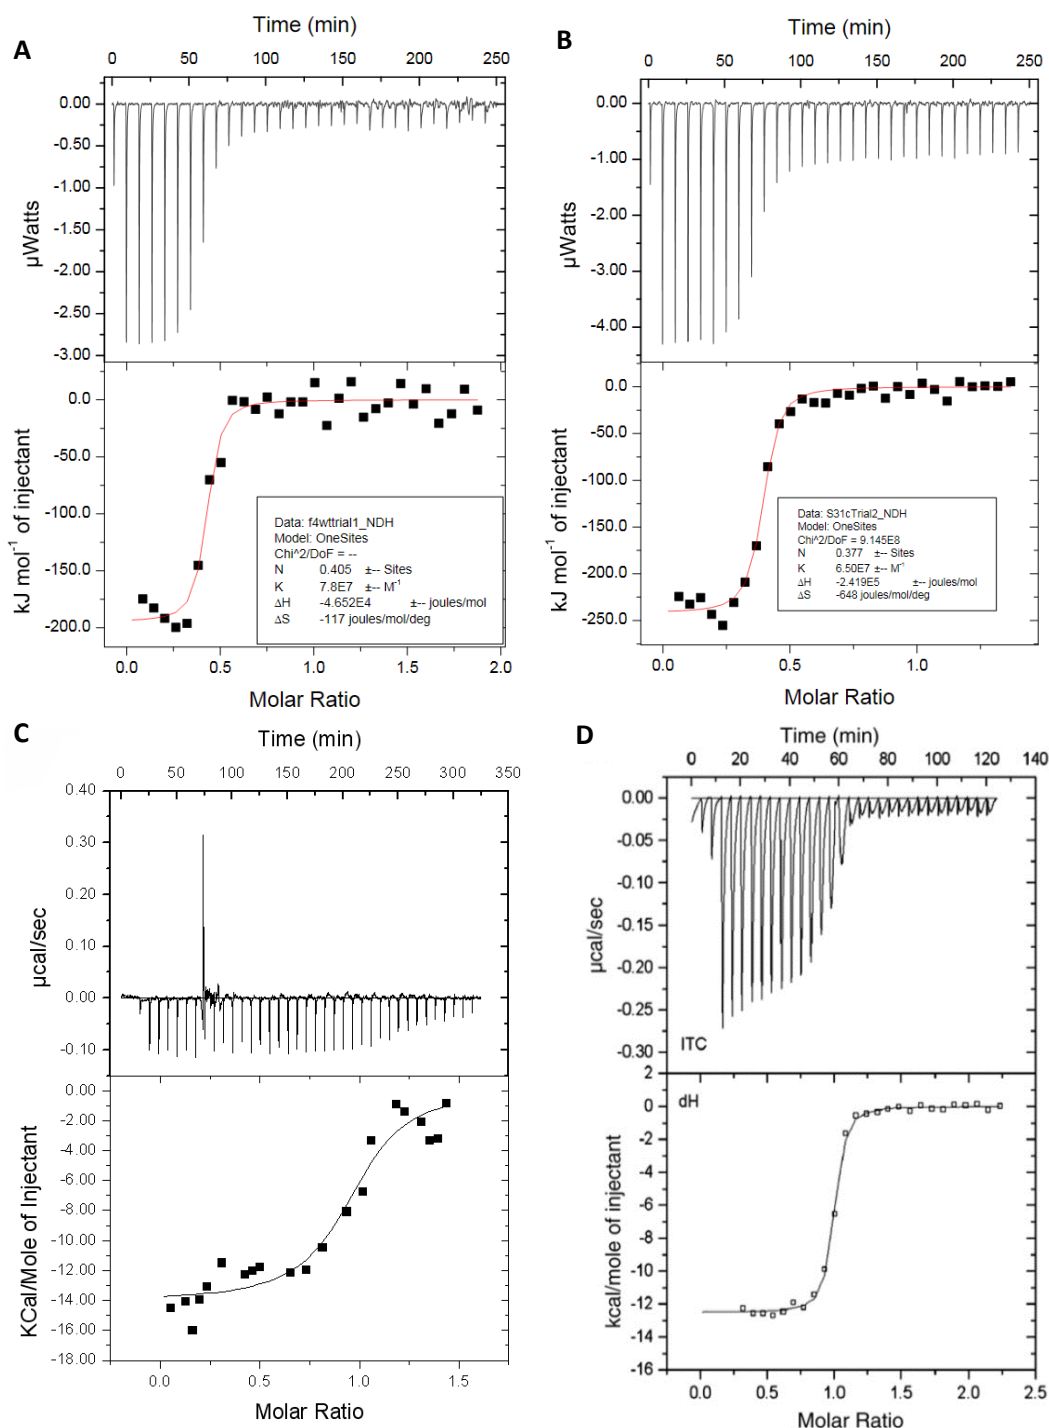 A
Time (min)
0 50 100 150 200 250
0.00
-0.50
-1.00
-1.50
-2.00
-2.50
-3.00
µWatts
0.0
-50.0
-100.0
-150.0
-200.0
kJ mol⁻¹ of injectant
Data: f4wttrial1_NDH
Model: OneSites
Chi^2/DoF = --
N 0.405 ±-- Sites
K 7.8E7 ±-- M⁻¹
ΔH -4.652E4 ±-- joules/mol
ΔS -117 joules/mol/deg
0.0 0.5 1.0 1.5 2.0
Molar Ratio
B
Time (min)
0 50 100 150 200 250
0.00
-1.00
-2.00
-3.00
-4.00
µWatts
0.0
-50.0
-100.0
-150.0
-200.0
-250.0
kJ mol⁻¹ of injectant
Data: S31cTrial2_NDH
Model: OneSites
Chi^2/DoF = 9.145E8
N 0.377 ±-- Sites
K 6.50E7 ±-- M⁻¹
ΔH -2.419E5 ±-- joules/mol
ΔS -648 joules/mol/deg
0.0 0.5 1.0
Molar Ratio
C
Time (min)
0 50 100 150 200 250 300 350
0.40
0.30
0.20
0.10
0.00
-0.10
µcal/sec
0.00
-2.00
-4.00
-6.00
-8.00
-10.00
-12.00
-14.00
-16.00
-18.00
KCal/Mole of Injectant
0.0 0.5 1.0 1.5
Molar Ratio
D
Time (min)
0 20 40 60 80 100 120 140
0.00
-0.05
-0.10
-0.15
-0.20
-0.25
-0.30
µcal/sec
ITC
2
0
-2
-4
-6
-8
-10
-12
-14
-16
kcal/mole of injectant
dH
0.0 0.5 1.0 1.5 2.0 2.5
Molar Ratio